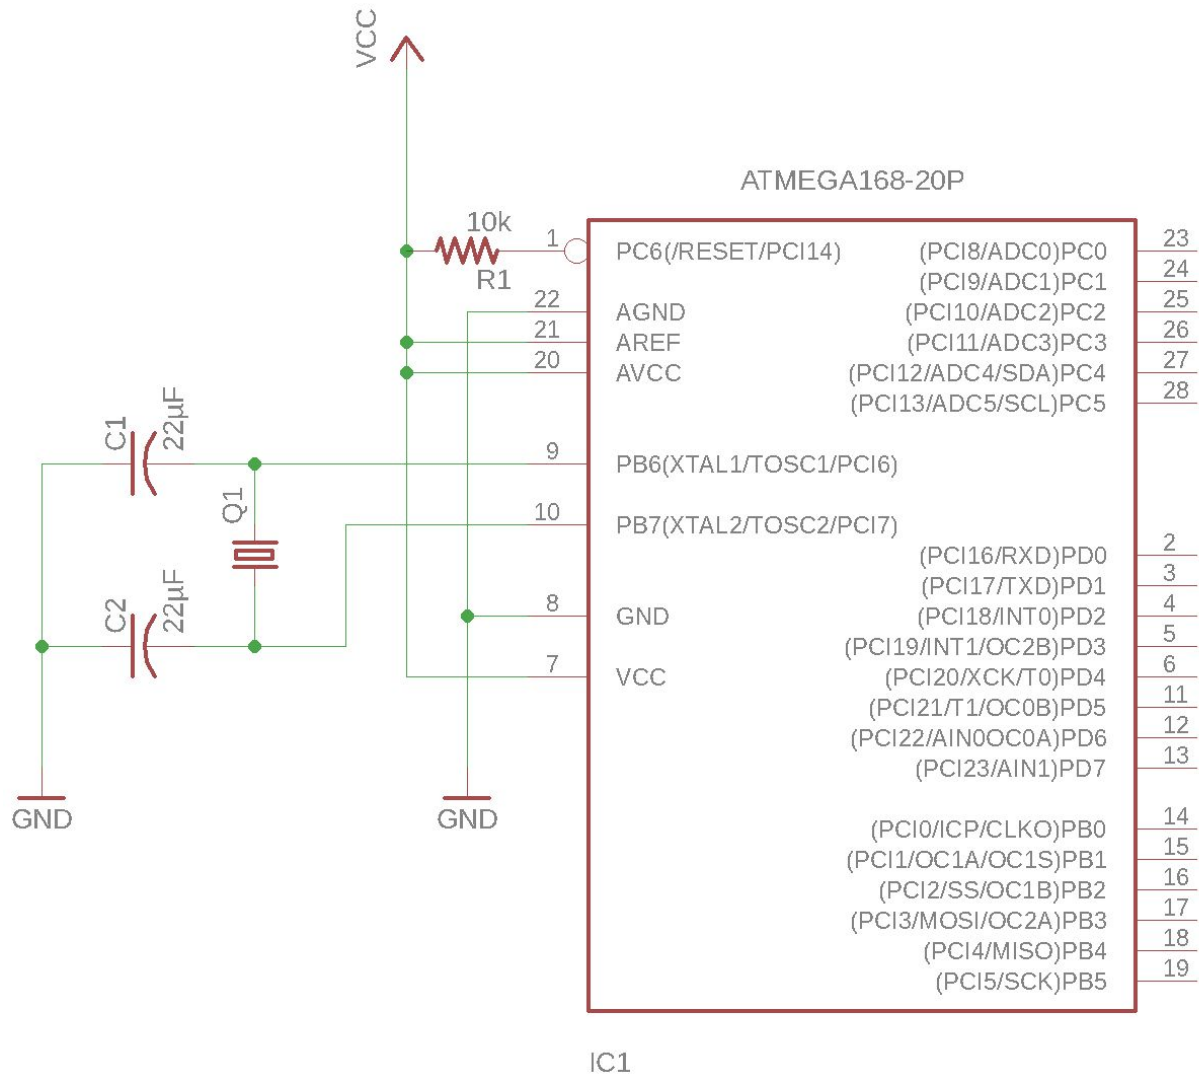 VCC
ATMEGA168-20P
10k
R1
1 PC6(/RESET/PCI14) (PCI8/ADC0)PC0 23
(PCI9/ADC1)PC1 24
22 AGND (PCI10/ADC2)PC2 25
21 AREF (PCI11/ADC3)PC3 26
20 AVCC (PCI12/ADC4/SDA)PC4 27
(PCI13/ADC5/SCL)PC5 28
C1 22µF
9 PB6(XTAL1/TOSC1/PCI6)
Q1
10 PB7(XTAL2/TOSC2/PCI7)
(PCI16/RXD)PD0 2
(PCI17/TXD)PD1 3
C2 22µF
8 GND (PCI18/INT0)PD2 4
(PCI19/INT1/OC2B)PD3 5
7 VCC (PCI20/XCK/T0)PD4 6
(PCI21/T1/OC0B)PD5 11
(PCI22/AIN0OC0A)PD6 12
(PCI23/AIN1)PD7 13
GND GND
(PCI0/ICP/CLKO)PB0 14
(PCI1/OC1A/OC1S)PB1 15
(PCI2/SS/OC1B)PB2 16
(PCI3/MOSI/OC2A)PB3 17
(PCI4/MISO)PB4 18
(PCI5/SCK)PB5 19
IC1